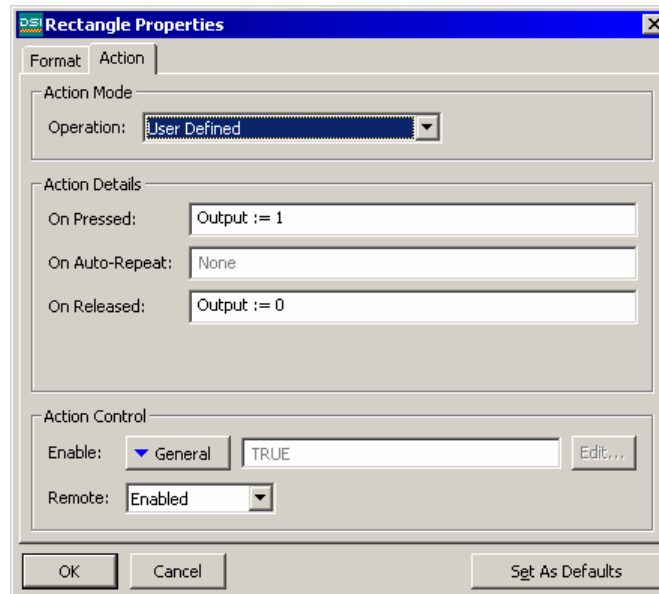 DSI Rectangle Properties
Format Action
Action Mode
Operation: User Defined
Action Details
On Pressed: Output := 1
On Auto-Repeat: None
On Released: Output := 0
Action Control
Enable: General TRUE Edit...
Remote: Enabled
OK Cancel Set As Defaults